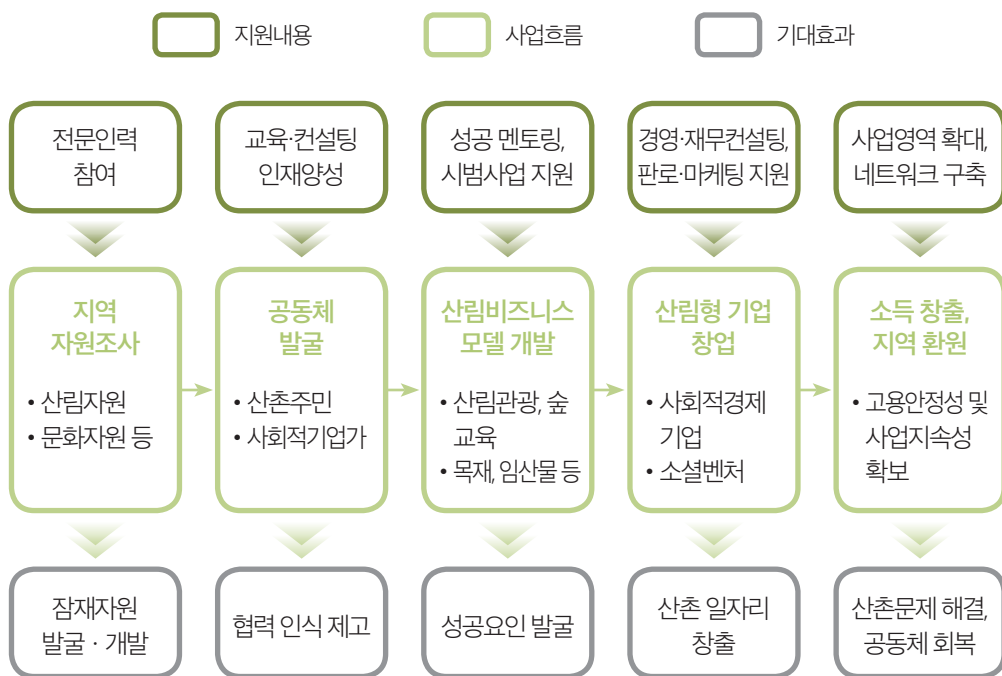 지원내용
사업흐름
기대효과
전문인력
참여
교육·컨설팅
인재양성
성공 멘토링,
시범사업 지원
경영·재무컨설팅,
판로·마케팅 지원
사업영역 확대,
네트워크 구축
지역
자원조사
• 산림자원
• 문화자원 등
공동체
발굴
• 산촌주민
• 사회적기업가
산림비즈니스
모델 개발
• 산림관광, 숲
교육
• 목재, 임산물 등
산림형 기업
창업
• 사회적경제
기업
• 소셜벤처
소득 창출,
지역 환원
• 고용안정성 및
사업지속성
확보
잠재자원
발굴 · 개발
협력 인식 제고
성공요인 발굴
산촌 일자리
창출
산촌문제 해결,
공동체 회복